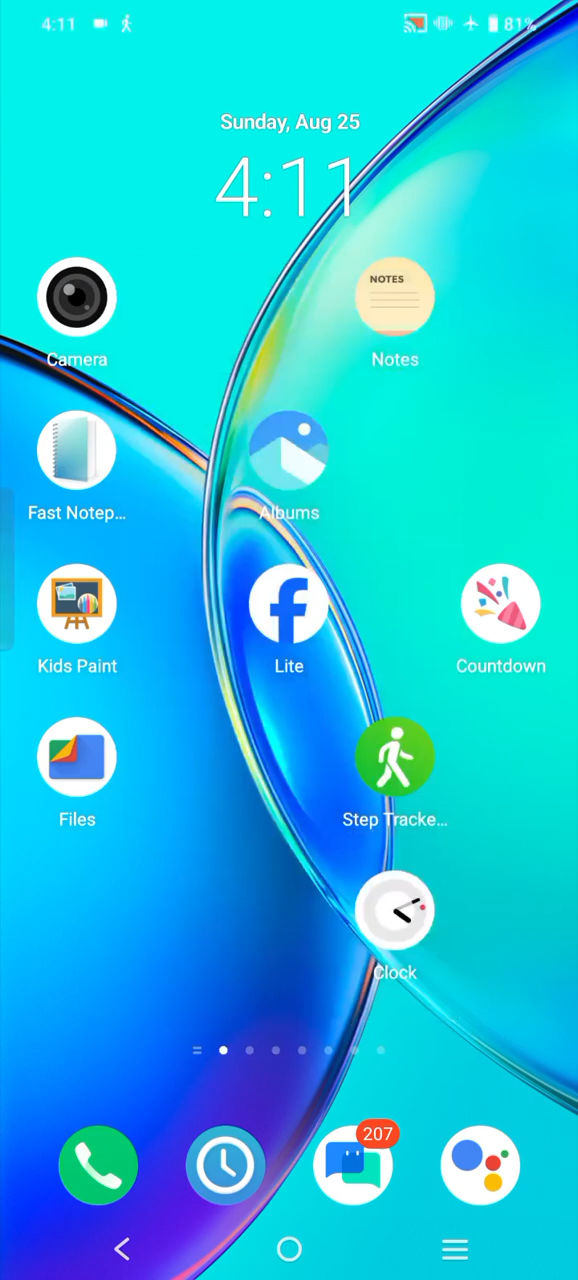 4:11
81%
Sunday, Aug 25
4:11
NOTES
Camera
Notes
Fast Notep...
Albums
Kids Paint
Lite
Countdown
Files
Step Tracke...
Clock
207